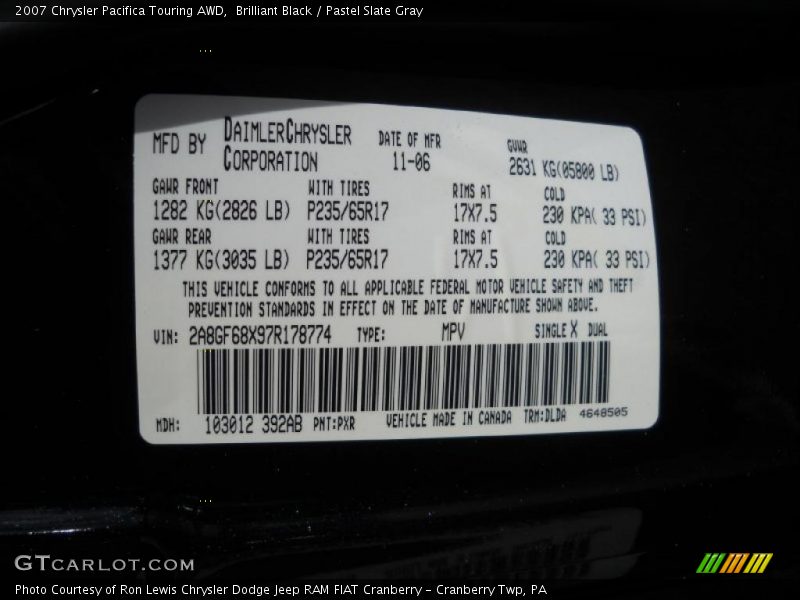 2007 Chrysler Pacifica Touring AWD,  Brilliant Black / Pastel Slate Gray
MFD BY DAIMLERCHRYSLER CORPORATION DATE OF MFR 11-06 GVWR 2631 KG(05800 LB)
GAWR FRONT WITH TIRES RIMS AT COLD
1282 KG(2826 LB) P235/65R17 17X7.5 230 KPA( 33 PSI)
GAWR REAR WITH TIRES RIMS AT COLD
1377 KG(3035 LB) P235/65R17 17X7.5 230 KPA( 33 PSI)
THIS VEHICLE CONFORMS TO ALL APPLICABLE FEDERAL MOTOR VEHICLE SAFETY AND THEFT
PREVENTION STANDARDS IN EFFECT ON THE DATE OF MANUFACTURE SHOWN ABOVE.
VIN: 2A8GF68X97R178774 TYPE: MPV SINGLE X DUAL
MDH: 103012 392AB PNT:PXR VEHICLE MADE IN CANADA TRM:DLDA 4648505
GTCARLOT.COM
Photo Courtesy of Ron Lewis Chrysler Dodge Jeep RAM FIAT Cranberry – Cranberry Twp, PA